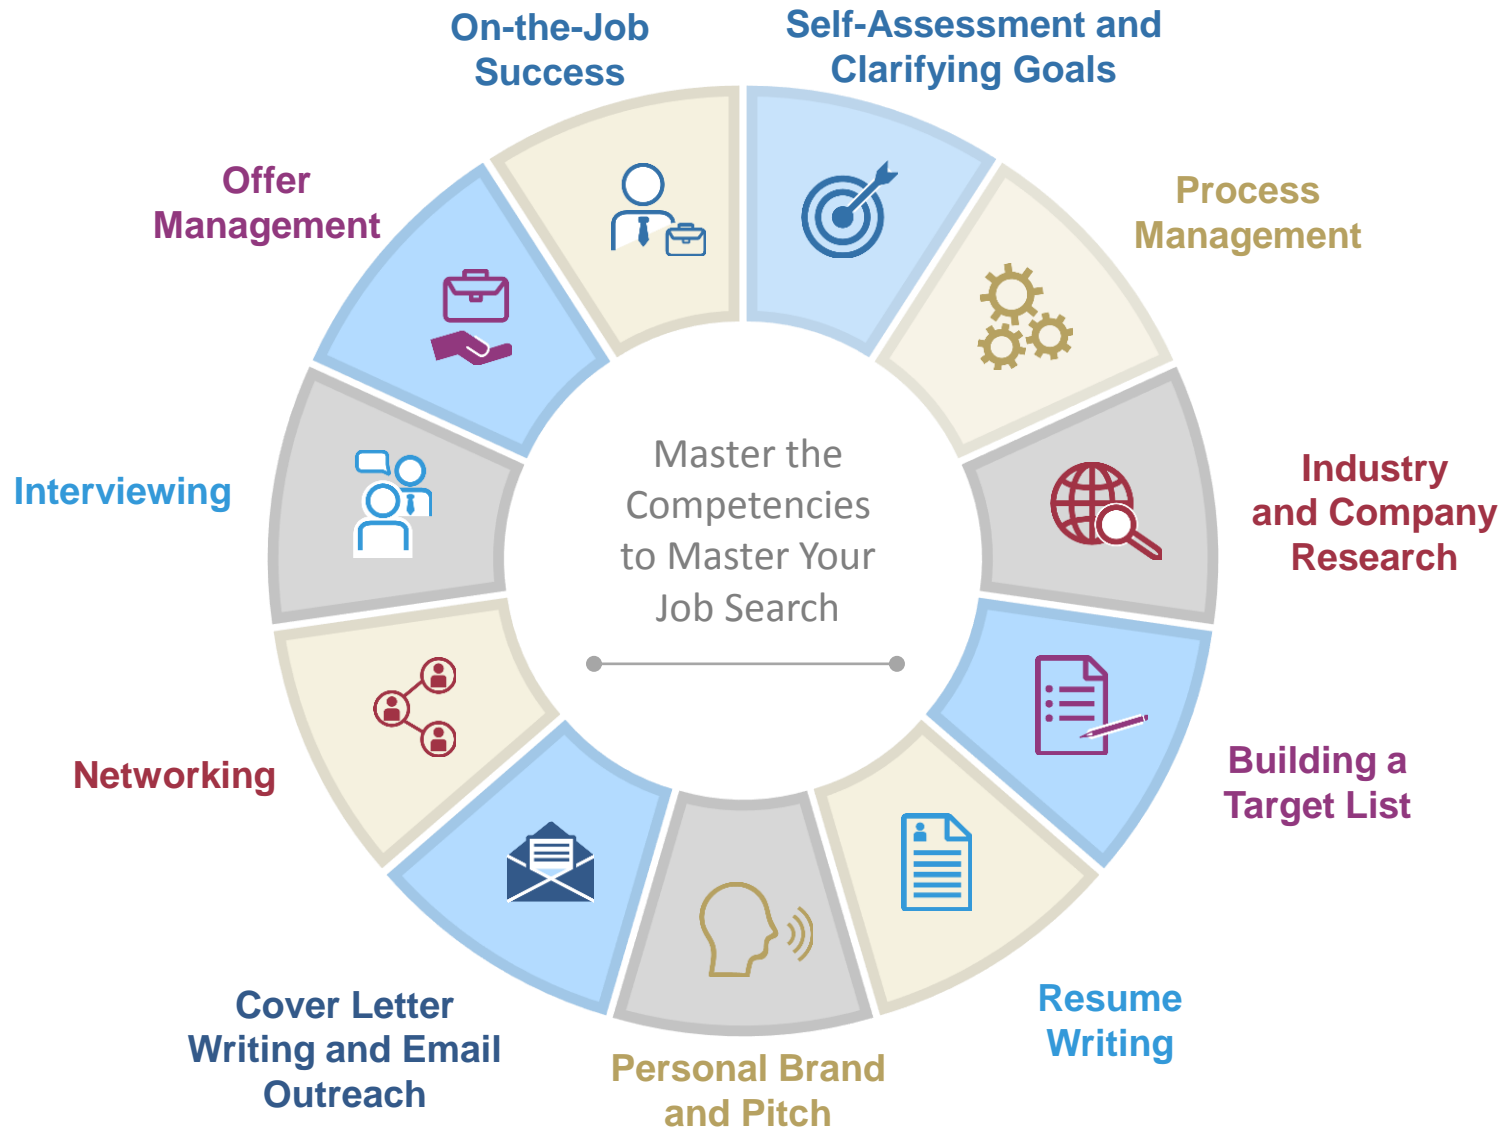 On-the-Job
Success
Self-Assessment and
Clarifying Goals
Offer
Management
Process
Management
Master the
Competencies
to Master Your
Job Search
Interviewing
Industry
and Company
Research
Networking
Building a
Target List
Cover Letter
Writing and Email
Outreach
Personal Brand
and Pitch
Resume
Writing